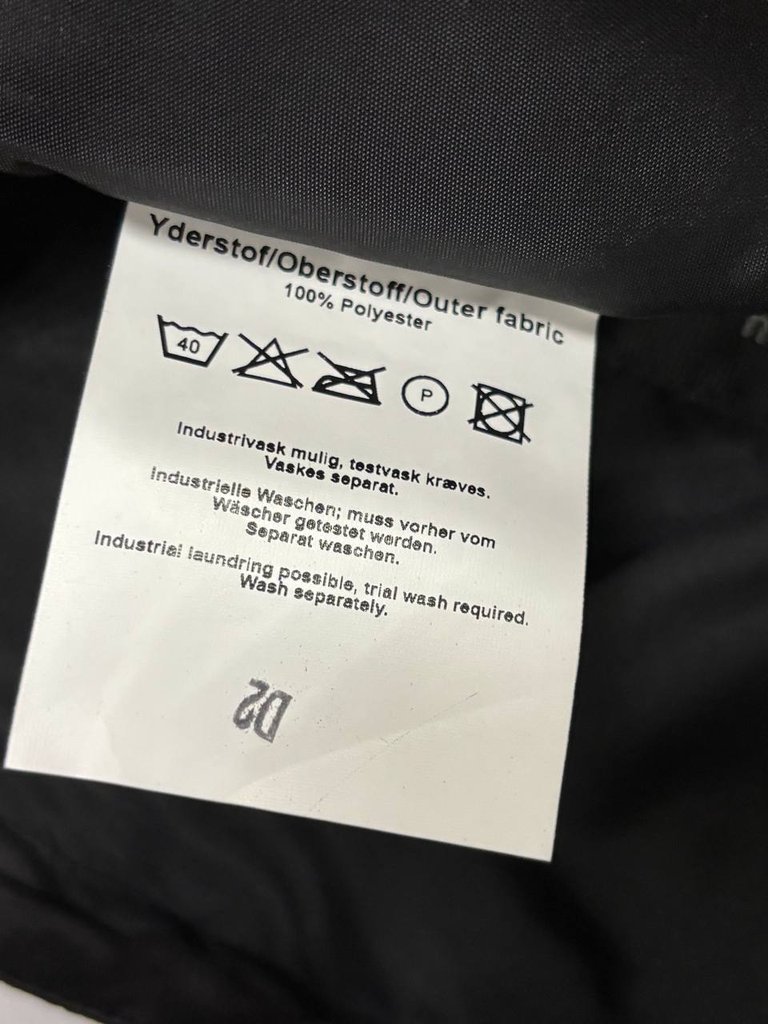 Yderstof/Oberstoff/Outer fabric
100% Polyester
40
P
Industrivask mulig, testvask kræves.
Vaskes separat.
Industrielle Waschen; muss vorher vom
Wäscher getestet werden.
Separat waschen.
Industrial laundring possible, trial wash required.
Wash separately.
D2